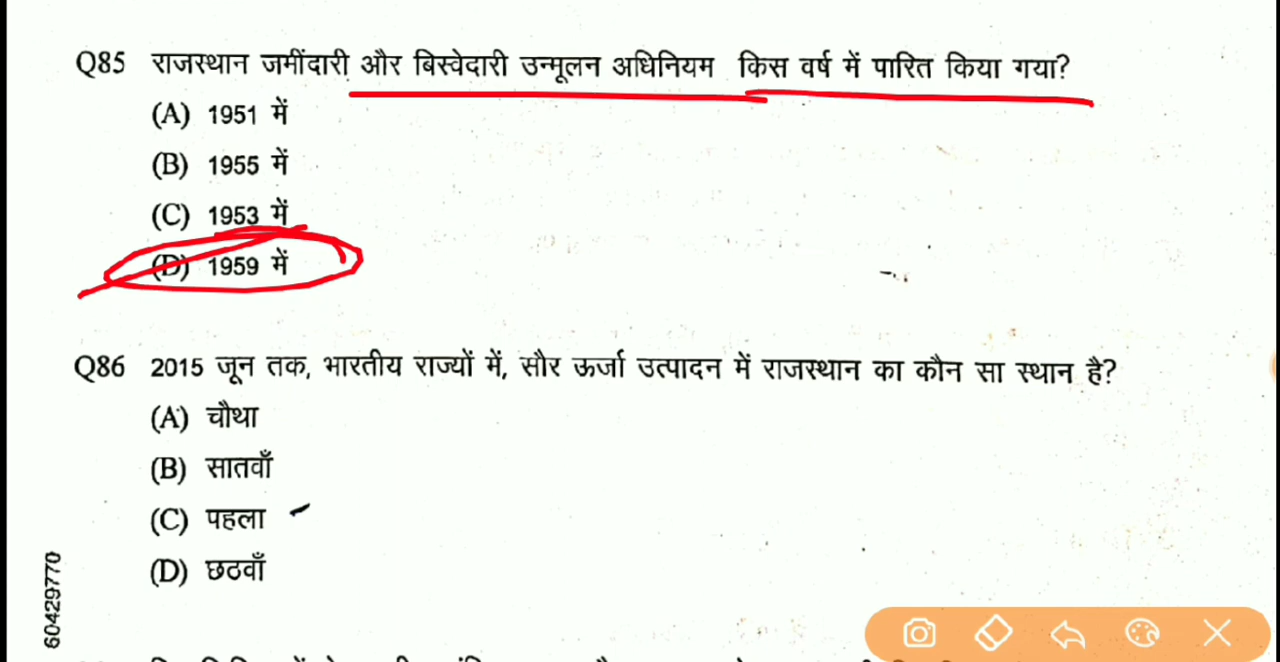 Q85 राजस्थान जमींदारी और बिस्वेदारी उन्मूलन अधिनियम किस वर्ष में पारित किया गया?
(A) 1951 में
(B) 1955 में
(C) 1953 में
(D) 1959 में
Q86 2015 जून तक, भारतीय राज्यों में, सौर ऊर्जा उत्पादन में राजस्थान का कौन सा स्थान है?
(A) चौथा
(B) सातवाँ
(C) पहला
(D) छठवाँ
60429770